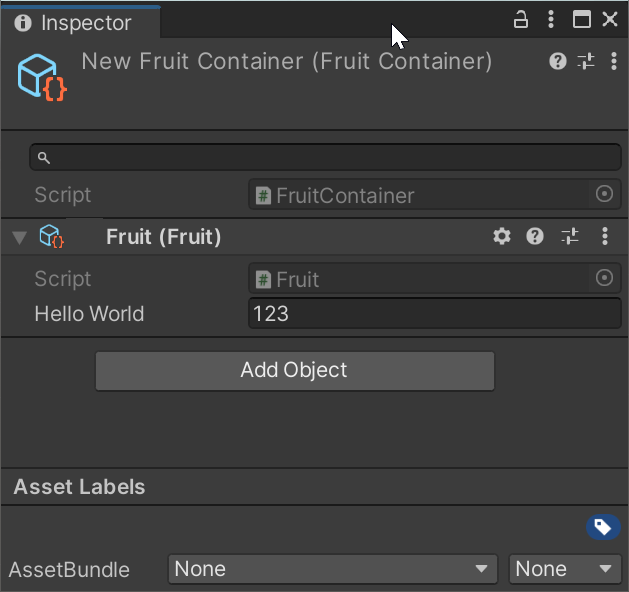 Inspector
New Fruit Container (Fruit Container)
Script
FruitContainer
Fruit (Fruit)
Script
Fruit
Hello World
123
Add Object
Asset Labels
AssetBundle
None
None